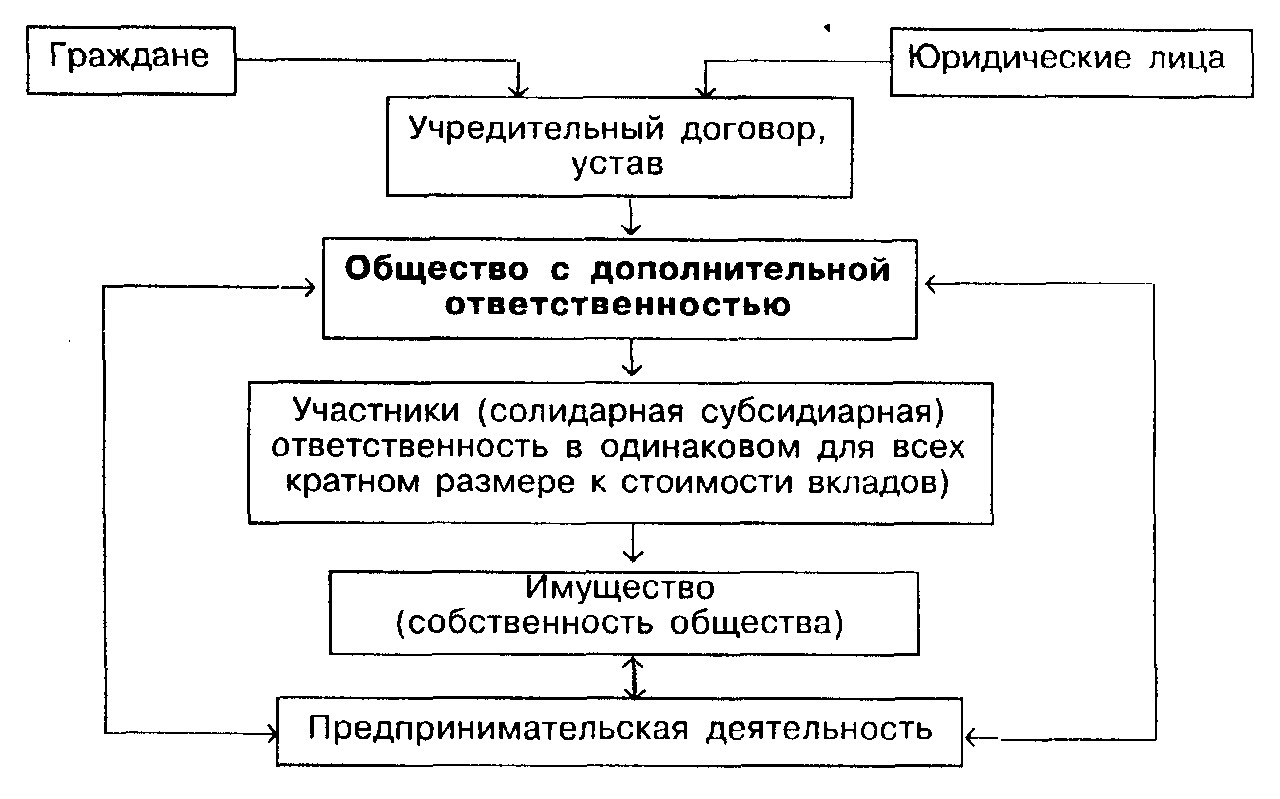 Граждане
Юридические лица
Учредительный договор,
устав
Общество с дополнительной
ответственностью
Участники (солидарная субсидиарная)
ответственность в одинаковом для всех
кратном размере к стоимости вкладов)
Имущество
(собственность общества)
Предпринимательская деятельность